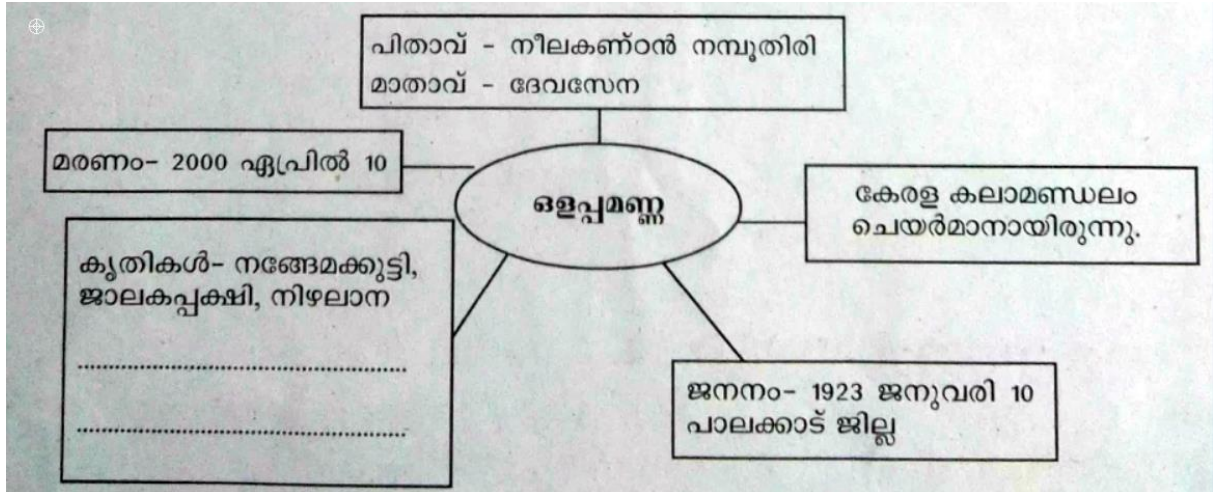 പിതാവ് - നീലകണ്ഠൻ നമ്പൂതിരി
മാതാവ് - ദേവസേന
മരണം- 2000 ഏപ്രിൽ 10
ഒളപ്പമണ്ണ
കേരള കലാമണ്ഡലം
ചെയർമാനായിരുന്നു.
കൃതികൾ- നങ്ങേമക്കുട്ടി,
ജാലകപ്പക്ഷി, നിഴലാന
ജനനം- 1923 ജനുവരി 10
പാലക്കാട് ജില്ല